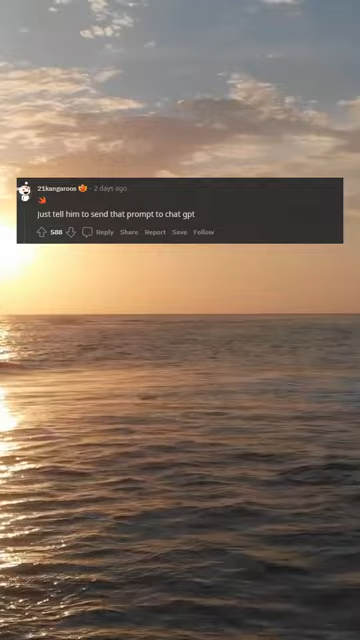 21kangaroos · 2 days ago
Just tell him to send that prompt to chat gpt
588 Reply Share Report Save Follow